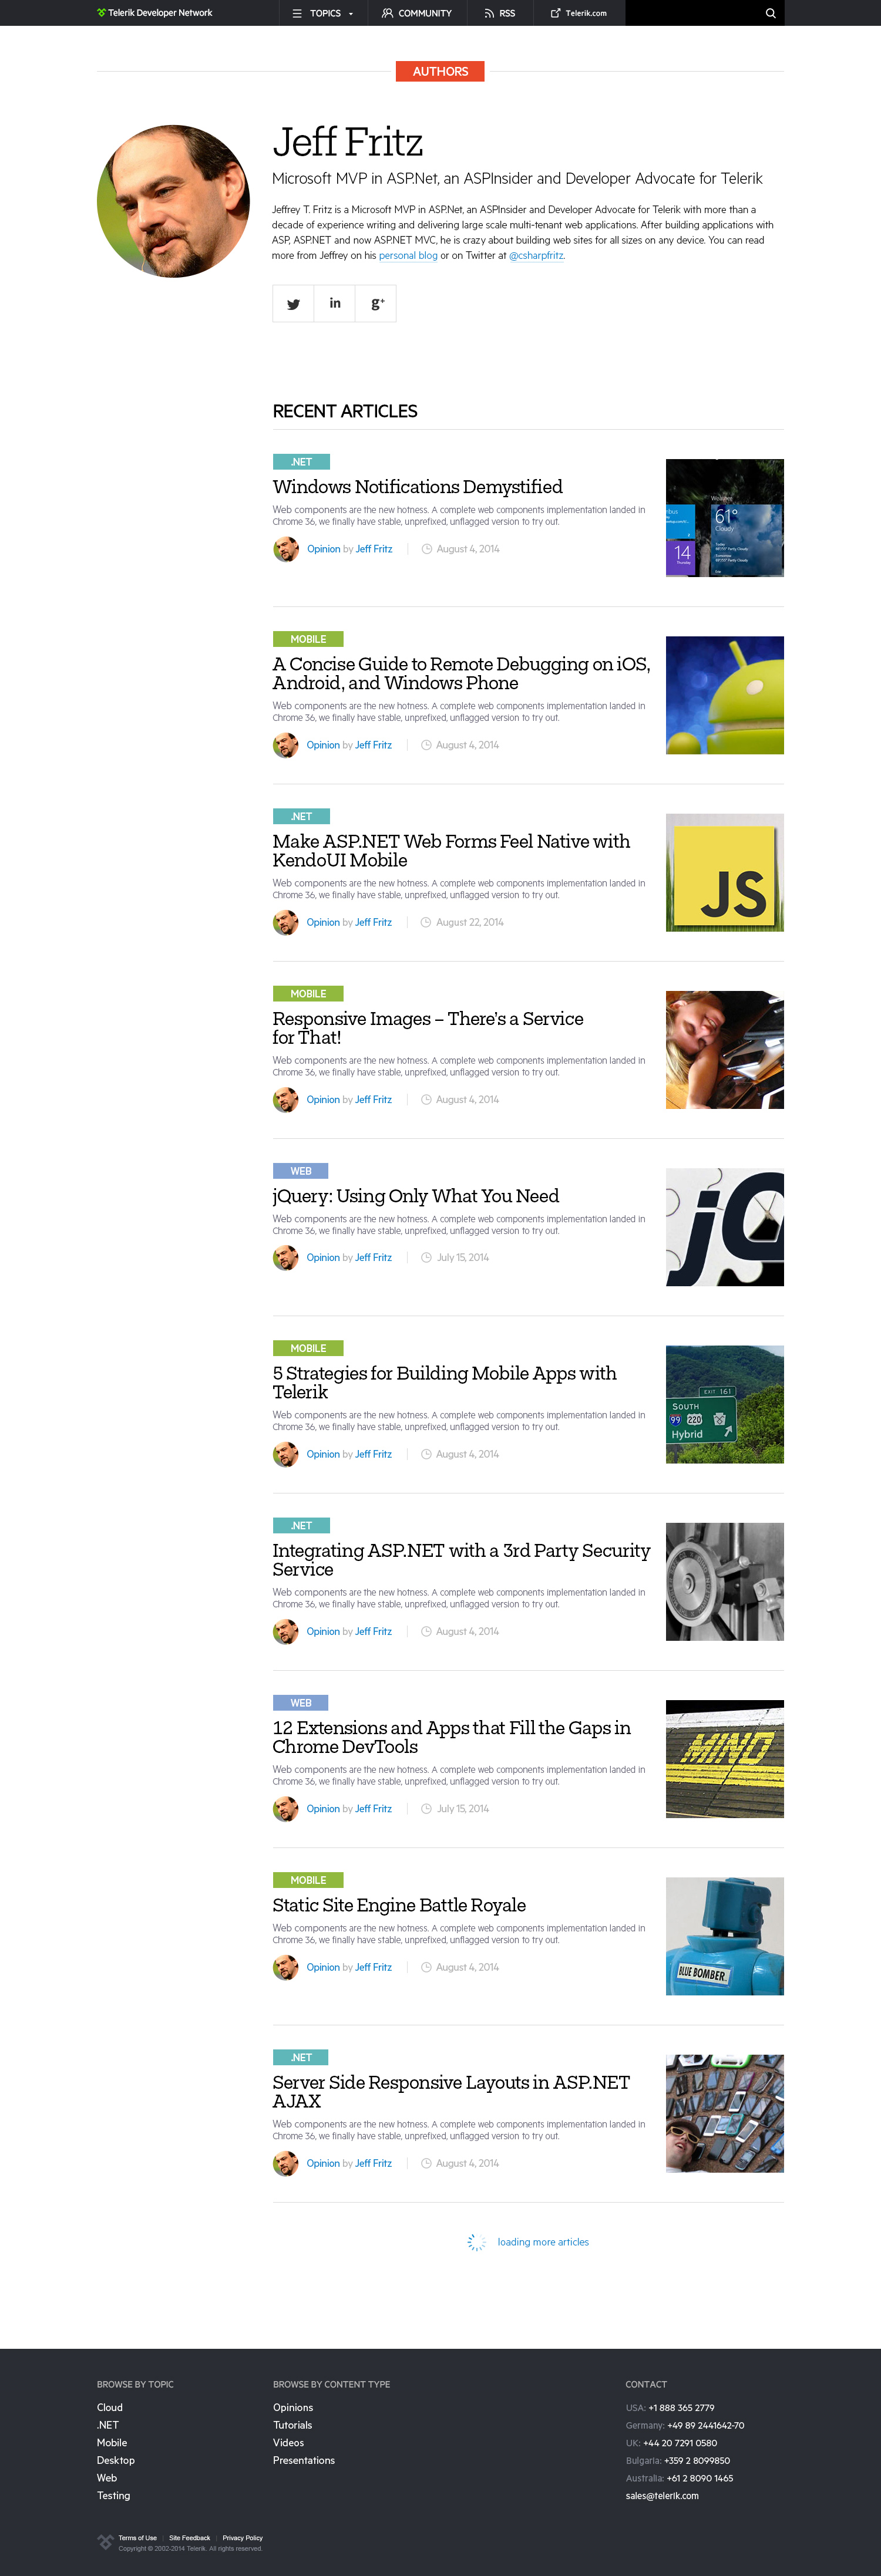 Telerik Developer Network
TOPICS
COMMUNITY
RSS
Telerik.com
AUTHORS
Jeff Fritz
Microsoft MVP in ASP.Net, an ASPInsider and Developer Advocate for Telerik
Jeffrey T. Fritz is a Microsoft MVP in ASP.Net, an ASPInsider and Developer Advocate for Telerik with more than a
decade of experience writing and delivering large scale multi-tenant web applications. After building applications with
ASP, ASP.NET and now ASP.NET MVC, he is crazy about building web sites for all sizes on any device. You can read
more from Jeffrey on his personal blog or on Twitter at @csharpfritz.
in
g+
RECENT ARTICLES
.NET
Windows Notifications Demystified
Web components are the new hotness. A complete web components implementation landed in
Chrome 36, we finally have stable, unprefixed, unflagged version to try out.
Opinion by Jeff Fritz
August 4, 2014
Weather
61°
Cloudy
14
Thursday
MOBILE
A Concise Guide to Remote Debugging on iOS,
Android, and Windows Phone
Web components are the new hotness. A complete web components implementation landed in
Chrome 36, we finally have stable, unprefixed, unflagged version to try out.
Opinion by Jeff Fritz
August 4, 2014
.NET
Make ASP.NET Web Forms Feel Native with
KendoUI Mobile
Web components are the new hotness. A complete web components implementation landed in
Chrome 36, we finally have stable, unprefixed, unflagged version to try out.
Opinion by Jeff Fritz
August 22, 2014
JS
MOBILE
Responsive Images – There's a Service
for That!
Web components are the new hotness. A complete web components implementation landed in
Chrome 36, we finally have stable, unprefixed, unflagged version to try out.
Opinion by Jeff Fritz
August 4, 2014
WEB
jQuery: Using Only What You Need
Web components are the new hotness. A complete web components implementation landed in
Chrome 36, we finally have stable, unprefixed, unflagged version to try out.
Opinion by Jeff Fritz
July 15, 2014
jQ
MOBILE
5 Strategies for Building Mobile Apps with
Telerik
Web components are the new hotness. A complete web components implementation landed in
Chrome 36, we finally have stable, unprefixed, unflagged version to try out.
Opinion by Jeff Fritz
August 4, 2014
EXIT 161
SOUTH
99 220
Hybrid
.NET
Integrating ASP.NET with a 3rd Party Security
Service
Web components are the new hotness. A complete web components implementation landed in
Chrome 36, we finally have stable, unprefixed, unflagged version to try out.
Opinion by Jeff Fritz
August 4, 2014
WEB
12 Extensions and Apps that Fill the Gaps in
Chrome DevTools
Web components are the new hotness. A complete web components implementation landed in
Chrome 36, we finally have stable, unprefixed, unflagged version to try out.
Opinion by Jeff Fritz
July 15, 2014
MIND
MOBILE
Static Site Engine Battle Royale
Web components are the new hotness. A complete web components implementation landed in
Chrome 36, we finally have stable, unprefixed, unflagged version to try out.
Opinion by Jeff Fritz
August 4, 2014
BLUE BOMBER
.NET
Server Side Responsive Layouts in ASP.NET
AJAX
Web components are the new hotness. A complete web components implementation landed in
Chrome 36, we finally have stable, unprefixed, unflagged version to try out.
Opinion by Jeff Fritz
August 4, 2014
loading more articles
BROWSE BY TOPIC
Cloud
.NET
Mobile
Desktop
Web
Testing
BROWSE BY CONTENT TYPE
Opinions
Tutorials
Videos
Presentations
CONTACT
USA: +1 888 365 2779
Germany: +49 89 2441642-70
UK: +44 20 7291 0580
Bulgaria: +359 2 8099850
Australia: +61 2 8090 1465
sales@telerik.com
Terms of Use | Site Feedback | Privacy Policy
Copyright © 2002-2014 Telerik. All rights reserved.